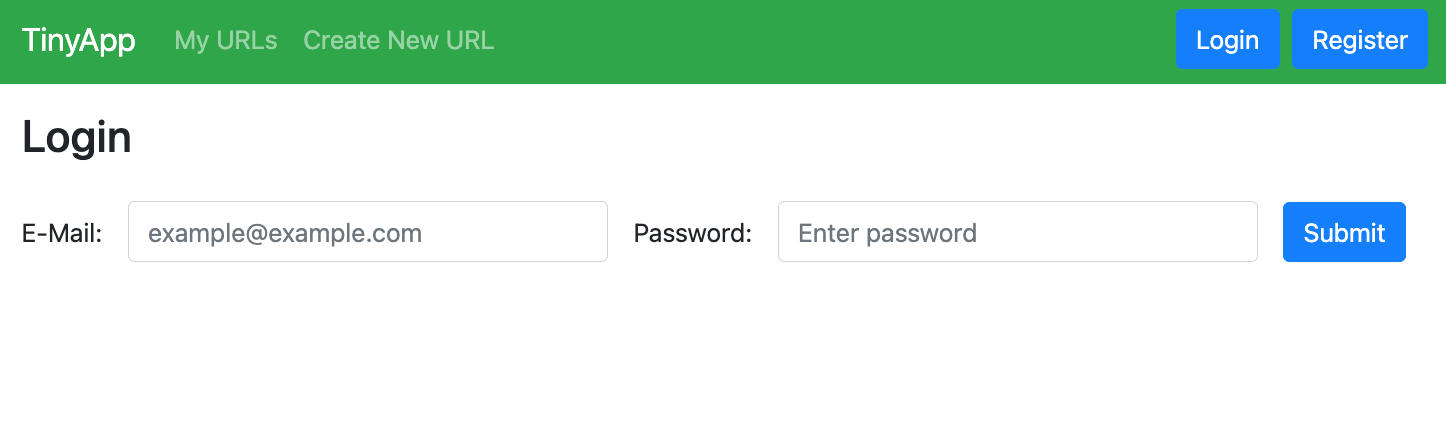 TinyApp My URLs Create New URL Login Register
Login
E-Mail: example@example.com Password: Enter password Submit